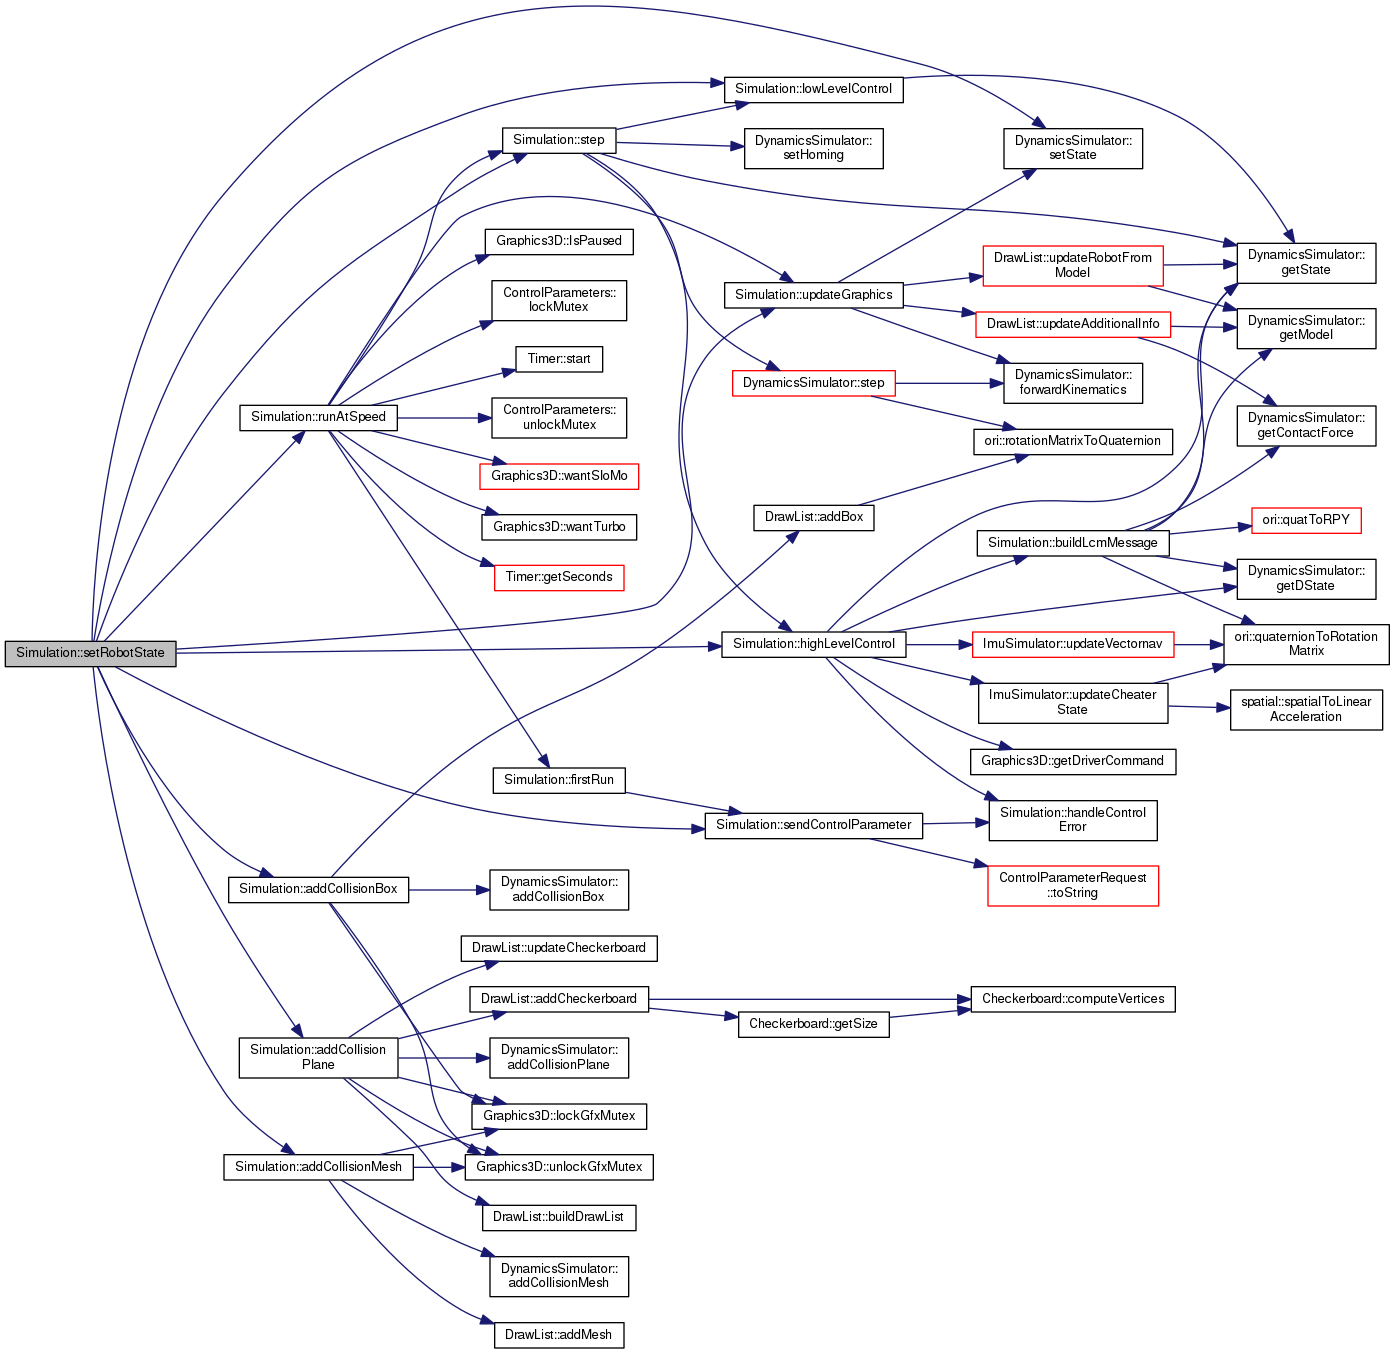 Simulation::lowLevelControl
Simulation::step
DynamicsSimulator::
setHoming
DynamicsSimulator::
setState
Graphics3D::IsPaused
DynamicsSimulator::
getState
DrawList::updateRobotFrom
Model
ControlParameters::
lockMutex
Simulation::updateGraphics
DrawList::updateAdditionalInfo
DynamicsSimulator::
getModel
Timer::start
DynamicsSimulator::step
DynamicsSimulator::
forwardKinematics
Simulation::runAtSpeed
ControlParameters::
unlockMutex
DynamicsSimulator::
getContactForce
ori::rotationMatrixToQuaternion
Graphics3D::wantSloMo
Graphics3D::wantTurbo
DrawList::addBox
ori::quatToRPY
Simulation::buildLcmMessage
Timer::getSeconds
DynamicsSimulator::
getDState
Simulation::setRobotState
Simulation::highLevelControl
ImuSimulator::updateVectornav
ori::quaternionToRotation
Matrix
ImuSimulator::updateCheater
State
spatial::spatialToLinear
Acceleration
Graphics3D::getDriverCommand
Simulation::firstRun
Simulation::sendControlParameter
Simulation::handleControl
Error
Simulation::addCollisionBox
DynamicsSimulator::
addCollisionBox
ControlParameterRequest
::toString
DrawList::updateCheckerboard
DrawList::addCheckerboard
Checkerboard::computeVertices
Checkerboard::getSize
Simulation::addCollision
Plane
DynamicsSimulator::
addCollisionPlane
Graphics3D::lockGfxMutex
Simulation::addCollisionMesh
Graphics3D::unlockGfxMutex
DrawList::buildDrawList
DynamicsSimulator::
addCollisionMesh
DrawList::addMesh